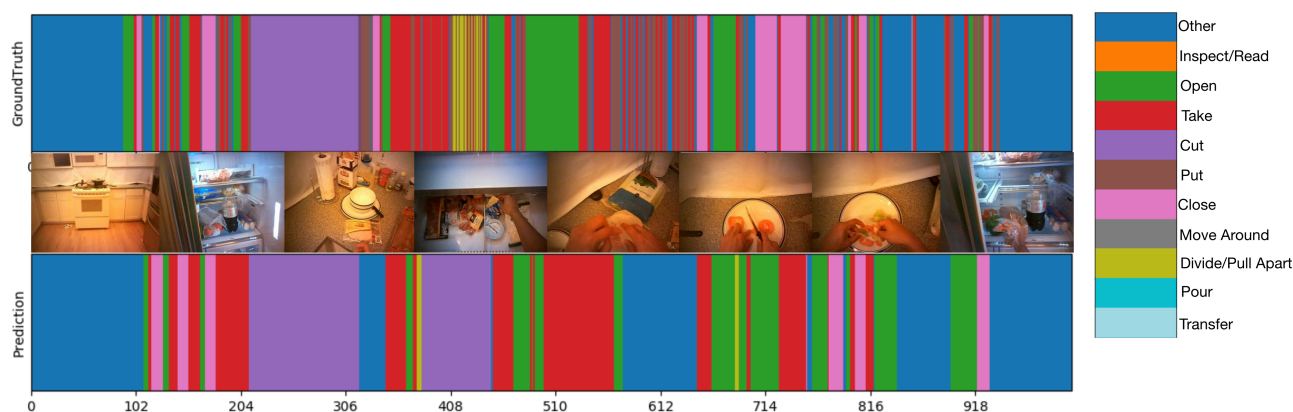 GroundTruth
Prediction
0
102
204
306
408
510
612
714
816
918
Other
Inspect/Read
Open
Take
Cut
Put
Close
Move Around
Divide/Pull Apart
Pour
Transfer